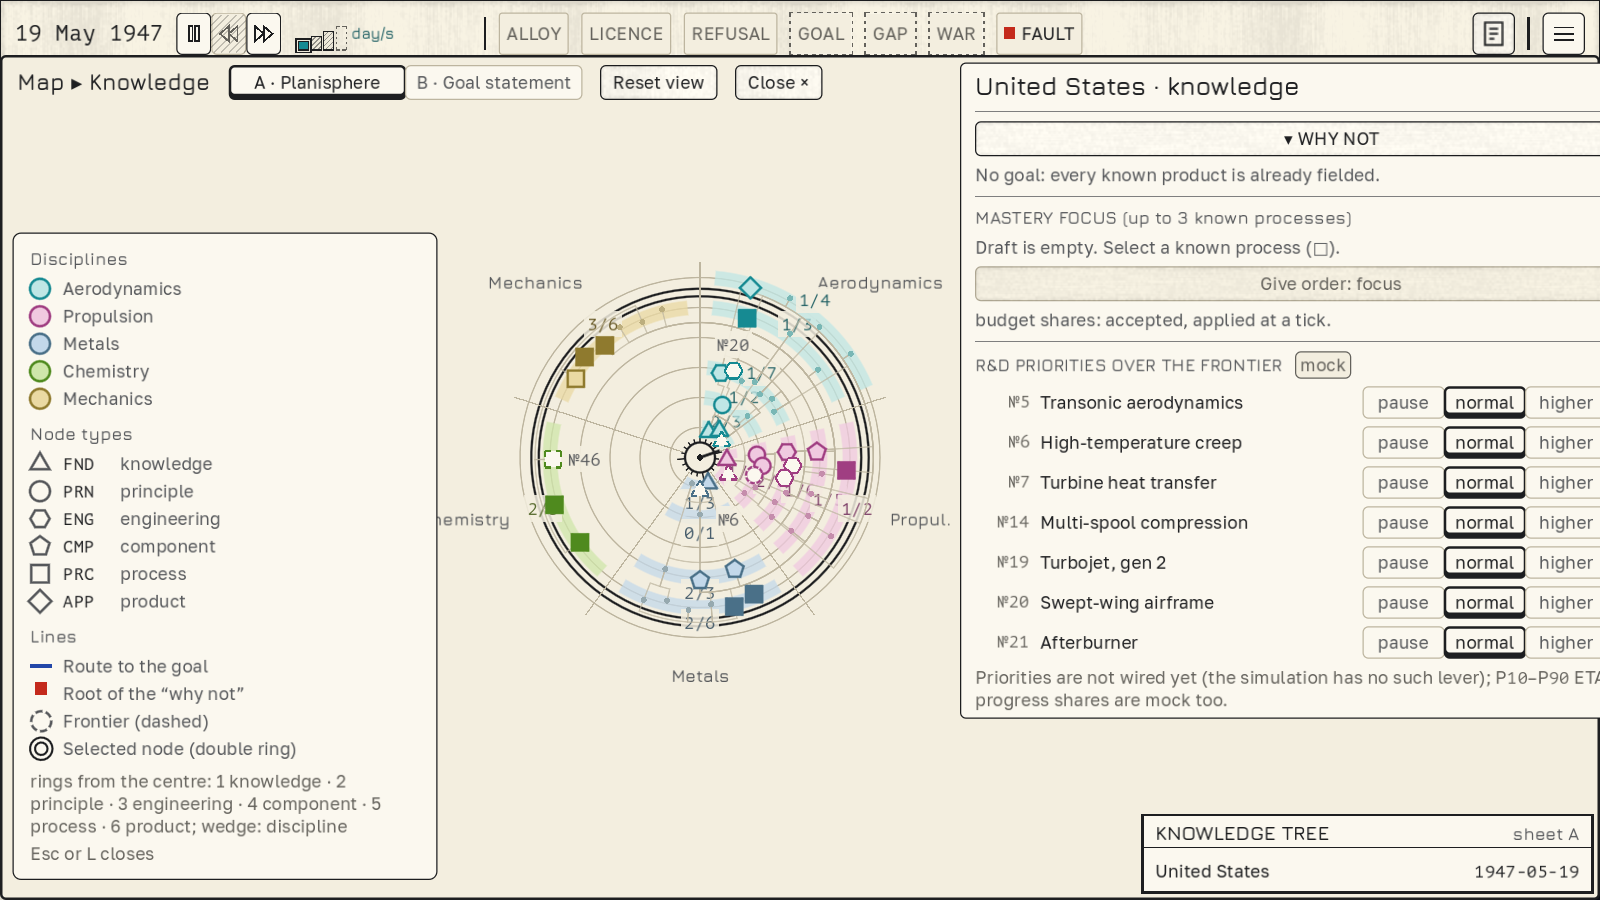 19 May 1947
day/s
ALLOY
LICENCE
REFUSAL
GOAL
GAP
WAR
FAULT
Map ▸ Knowledge
A · Planisphere
B · Goal statement
Reset view
Close ×
United States · knowledge
▾ WHY NOT
No goal: every known product is already fielded.
MASTERY FOCUS (up to 3 known processes)
Draft is empty. Select a known process (□).
Give order: focus
budget shares: accepted, applied at a tick.
R&D PRIORITIES OVER THE FRONTIER mock
№5 Transonic aerodynamics pause normal higher
№6 High-temperature creep pause normal higher
№7 Turbine heat transfer pause normal higher
№14 Multi-spool compression pause normal higher
№19 Turbojet, gen 2 pause normal higher
№20 Swept-wing airframe pause normal higher
№21 Afterburner pause normal higher
Priorities are not wired yet (the simulation has no such lever); P10–P90 ETA
progress shares are mock too.
Disciplines
Aerodynamics
Propulsion
Metals
Chemistry
Mechanics
Node types
FND knowledge
PRN principle
ENG engineering
CMP component
PRC process
APP product
Lines
Route to the goal
Root of the “why not”
Frontier (dashed)
Selected node (double ring)
rings from the centre: 1 knowledge · 2
principle · 3 engineering · 4 component · 5
process · 6 product; wedge: discipline
Esc or L closes
Mechanics
Aerodynamics
1/4
3/6
1/3
№20
1/7
1/2
№46
1/3
№6
1/2
hemistry
Propul.
0/1
2/3
2/6
Metals
KNOWLEDGE TREE
sheet A
United States
1947-05-19